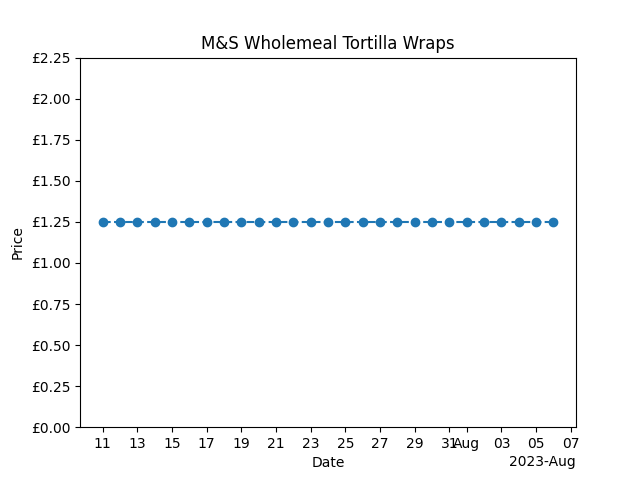 M&S Wholemeal Tortilla Wraps
£2.25
£2.00
£1.75
£1.50
£1.25
£1.00
£0.75
£0.50
£0.25
£0.00
Price
11 13 15 17 19 21 23 25 27 29 31 Aug 03 05 07
Date
2023-Aug